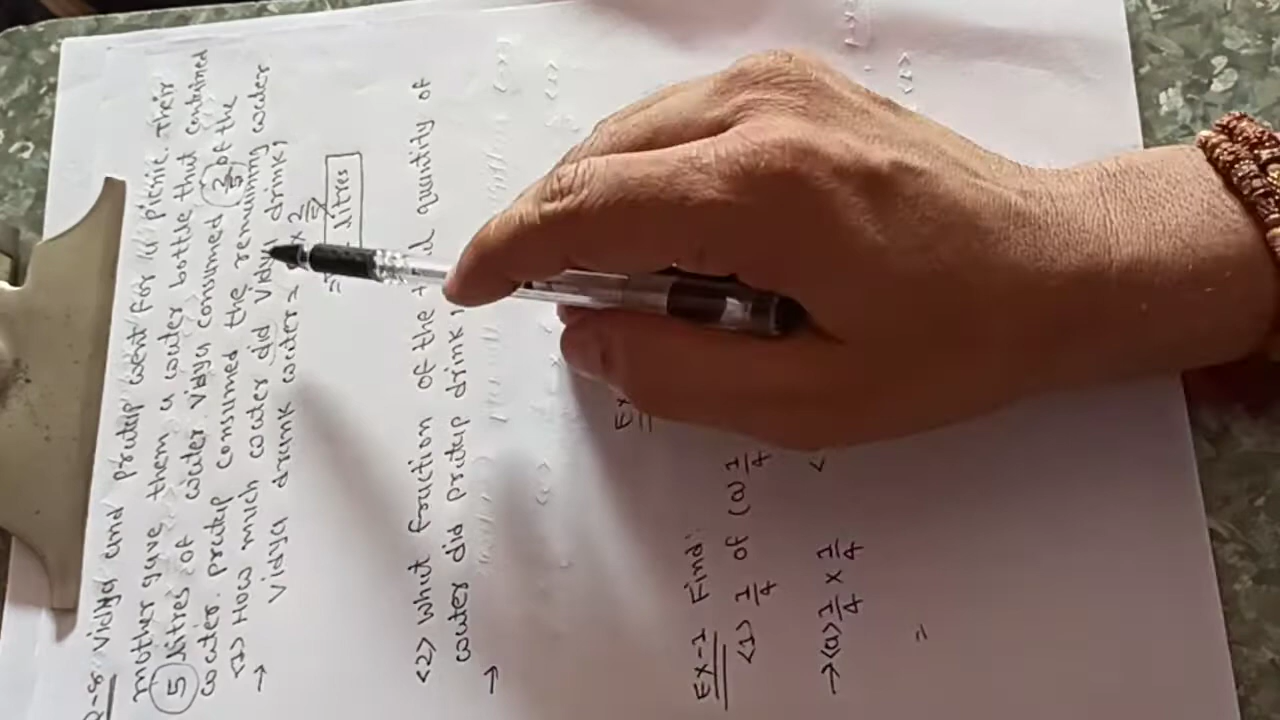 Q-8. Vidya and pratap went for a picnic. Their
mother gave them a water bottle that contained
5 litres of water. Vidya consumed 2/5 of the
water. pratap consumed the remaining water
<1> How much water did Vidya drink,
→ Vidya drunk water = × 2/5
= litres
<2> What fraction of the quantity of
water did pratap drink,
→
Ex
Ex-1 Find:
<1> 1/4 of (a) 1/4
→ (a) 1/4 × 1/4
=